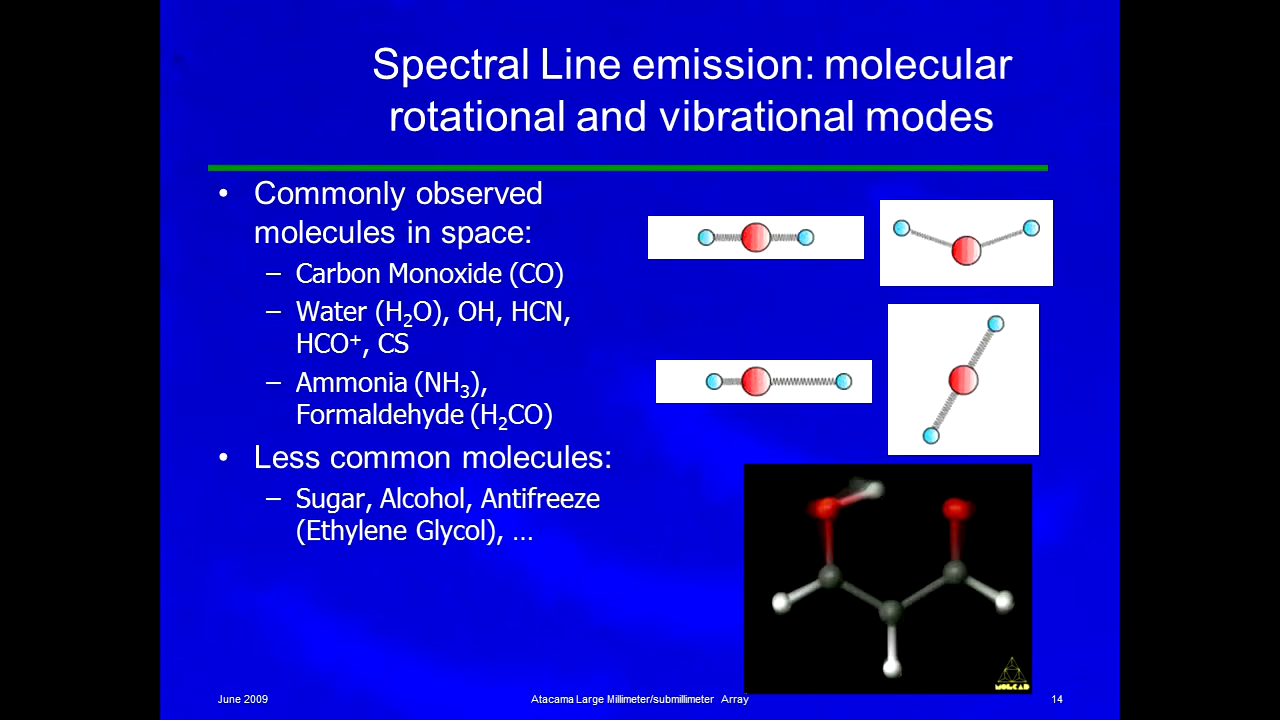 Spectral Line emission: molecular
rotational and vibrational modes
• Commonly observed
molecules in space:
– Carbon Monoxide (CO)
– Water (H₂O), OH, HCN,
HCO⁺, CS
– Ammonia (NH₃),
Formaldehyde (H₂CO)
• Less common molecules:
– Sugar, Alcohol, Antifreeze
(Ethylene Glycol), …
MOLCAD
June 2009 Atacama Large Millimeter/submillimeter Array 14